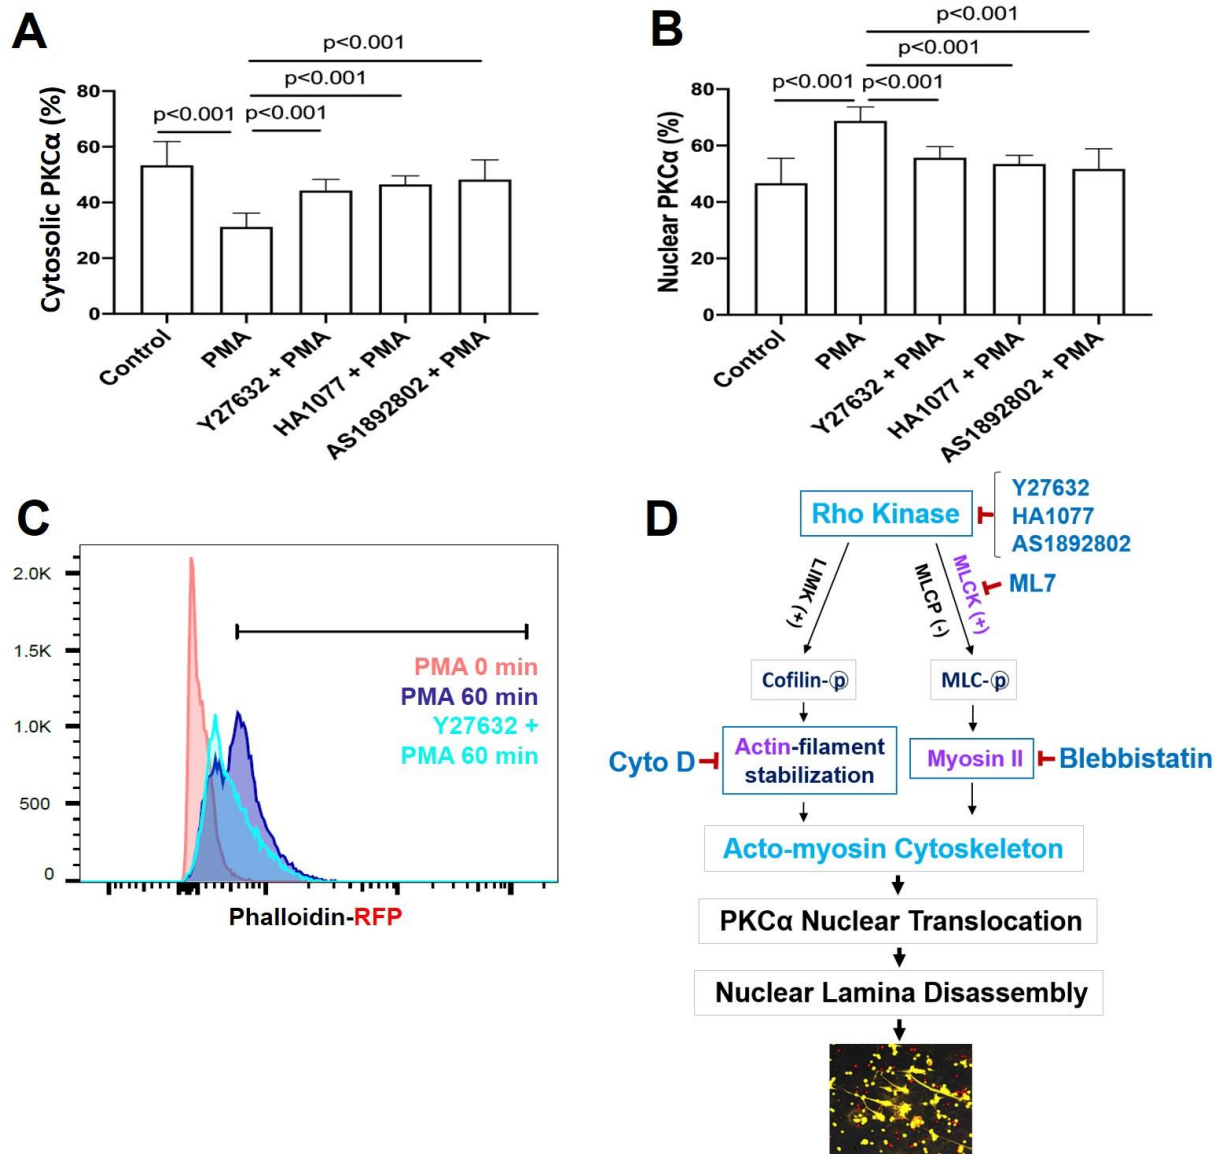 A
p<0.001
p<0.001
p<0.001
p<0.001
Cytosolic PKCα (%)
80
60
40
20
0
Control
PMA
Y27632 + PMA
HA1077 + PMA
AS1892802 + PMA
B
p<0.001
p<0.001
p<0.001
p<0.001
Nuclear PKCα (%)
80
60
40
20
0
Control
PMA
Y27632 + PMA
HA1077 + PMA
AS1892802 + PMA
C
2.0K
1.5K
1.0K
500
0
PMA 0 min
PMA 60 min
Y27632 +
PMA 60 min
Phalloidin-RFP
D
Rho Kinase
Y27632
HA1077
AS1892802
LIMK (+)
MLCP (-)
MLCK (+)
ML7
Cofilin-ⓟ
MLC-ⓟ
Cyto D
Actin-filament
stabilization
Myosin II
Blebbistatin
Acto-myosin Cytoskeleton
PKCα Nuclear Translocation
Nuclear Lamina Disassembly